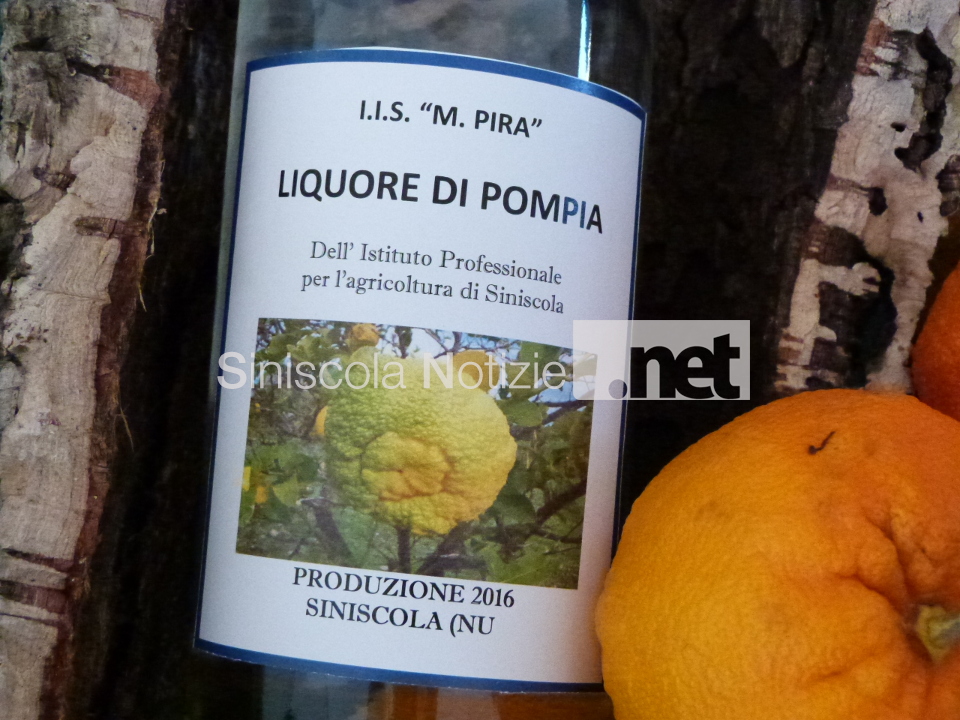 I.I.S. “M. PIRA”
LIQUORE DI POMPIA
Dell’ Istituto Professionale
per l’agricoltura di Siniscola
Siniscola Notizie .net
PRODUZIONE 2016
SINISCOLA (NU